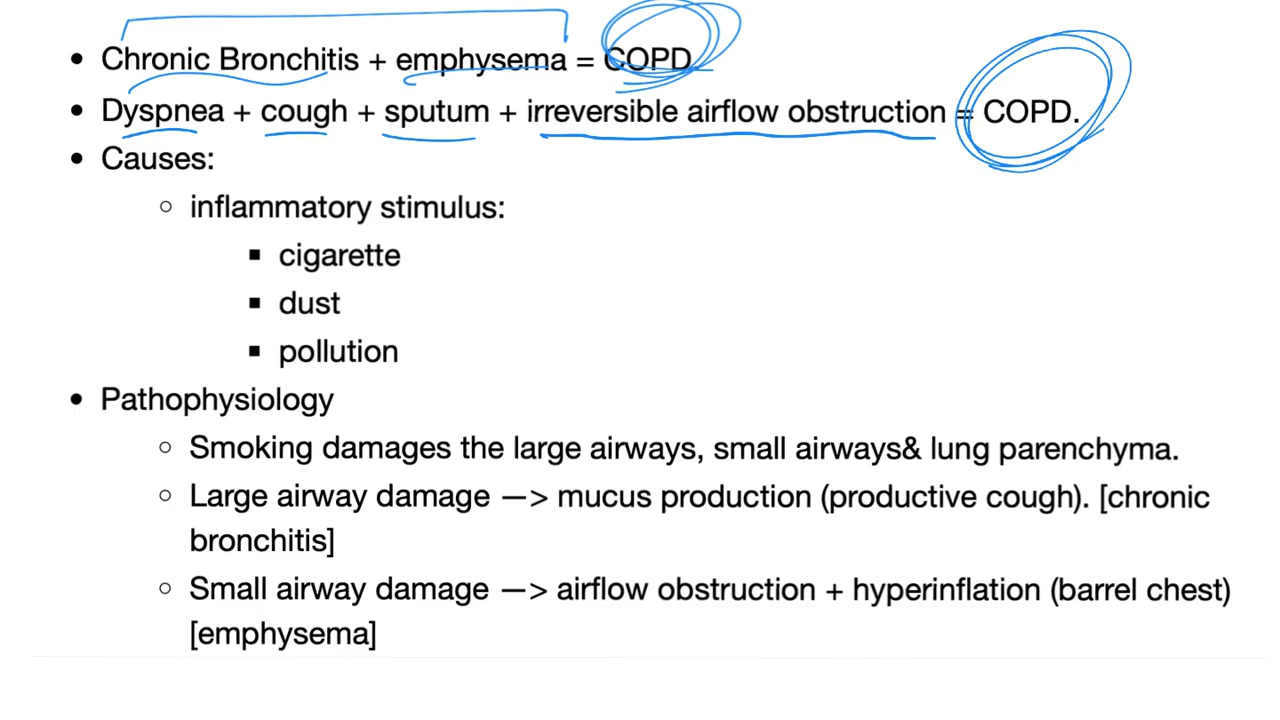 • Chronic Bronchitis + emphysema = COPD
• Dyspnea + cough + sputum + irreversible airflow obstruction = COPD.
• Causes:
◦ inflammatory stimulus:
▪ cigarette
▪ dust
▪ pollution
• Pathophysiology
◦ Smoking damages the large airways, small airways& lung parenchyma.
◦ Large airway damage —> mucus production (productive cough). [chronic
bronchitis]
◦ Small airway damage —> airflow obstruction + hyperinflation (barrel chest)
[emphysema]